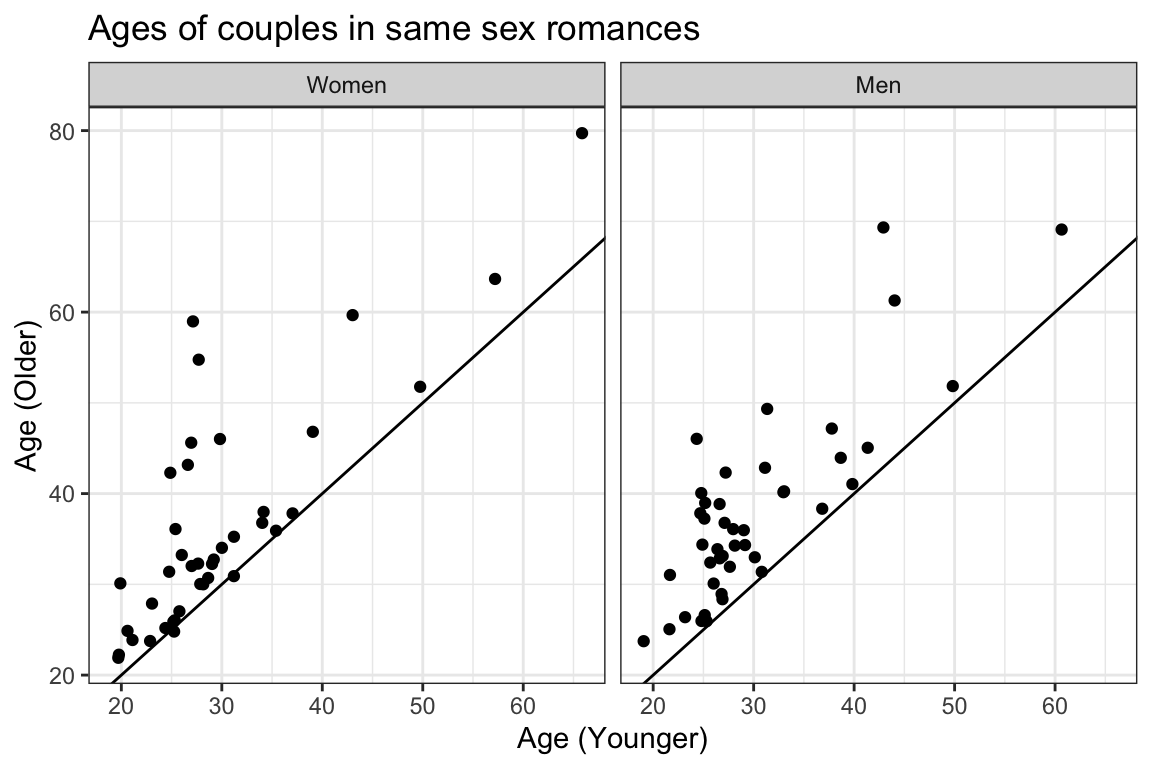 Ages of couples in same sex romances
Women Men
80
60
40
20
Age (Older)
20 30 40 50 60 20 30 40 50 60
Age (Younger)